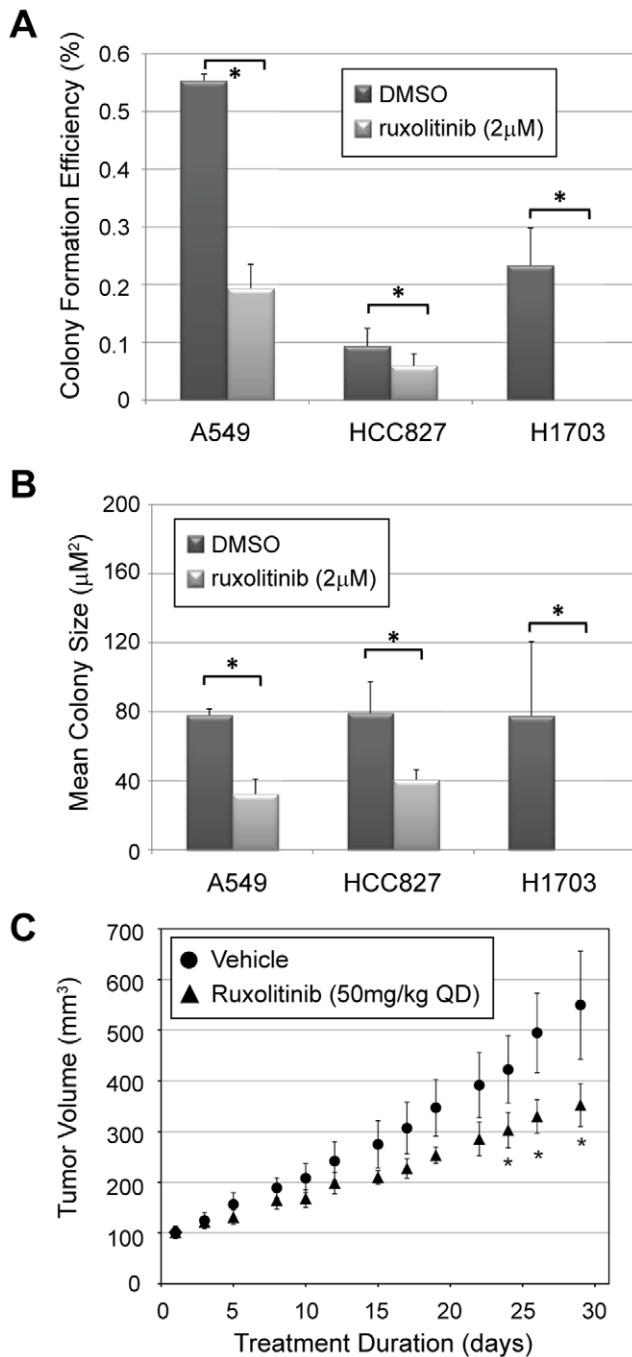 A
Colony Formation Efficiency (%)
0.6
0.5
0.4
0.3
0.2
0.1
0
*
*
*
DMSO
ruxolitinib (2μM)
A549 HCC827 H1703
B
Mean Colony Size (μM²)
200
160
120
80
40
0
DMSO
ruxolitinib (2μM)
*
*
*
A549 HCC827 H1703
C
Tumor Volume (mm³)
700
600
500
400
300
200
100
0
Vehicle
Ruxolitinib (50mg/kg QD)
* * *
0 5 10 15 20 25 30
Treatment Duration (days)